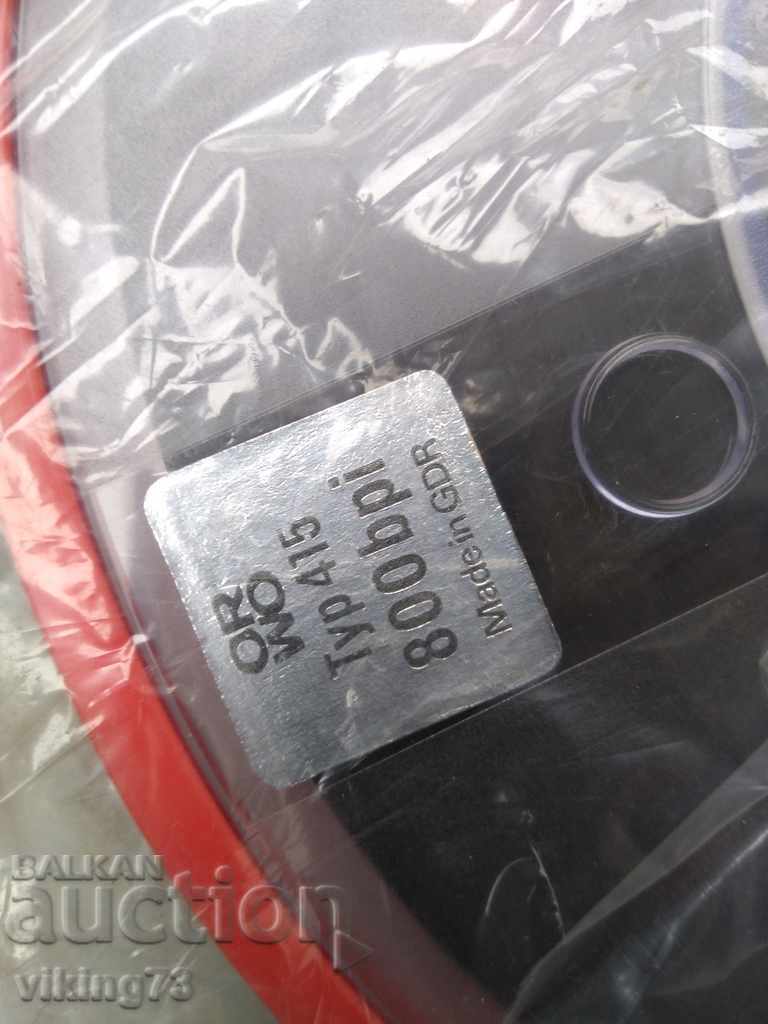 OR
WO
Typ 415
800bpi
Made in GDR
BALKAN
auction
viking73